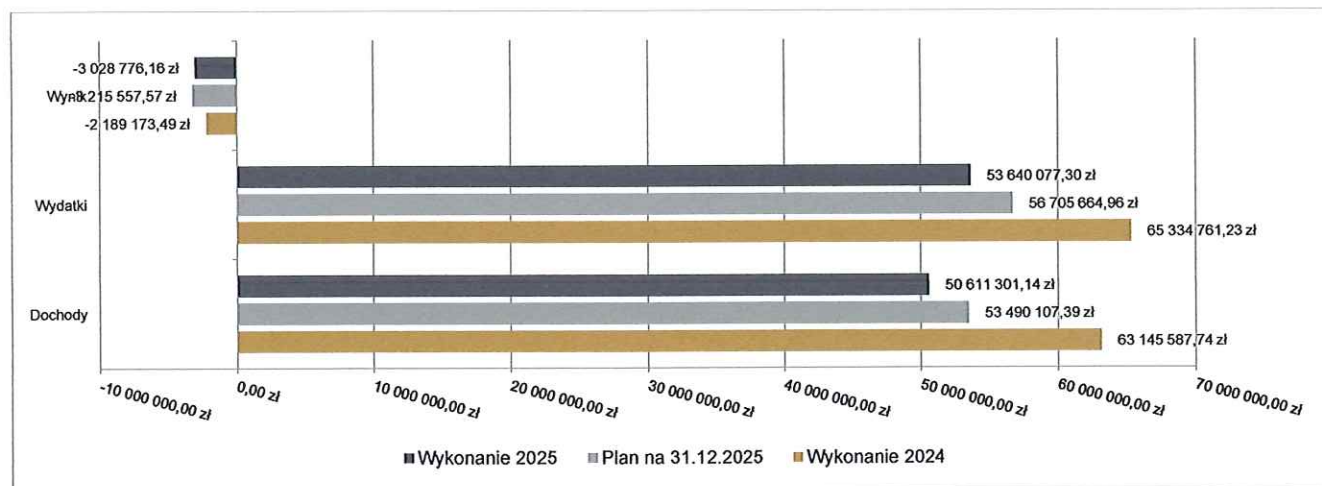 -3 028 776,16 zł
Wynik
215 557,57 zł
-2 189 173,49 zł
53 640 077,30 zł
Wydatki
56 705 664,96 zł
65 334 761,23 zł
50 611 301,14 zł
Dochody
53 490 107,39 zł
63 145 587,74 zł
-10 000 000,00 zł
0,00 zł
10 000 000,00 zł
20 000 000,00 zł
30 000 000,00 zł
40 000 000,00 zł
50 000 000,00 zł
60 000 000,00 zł
70 000 000,00 zł
Wykonanie 2025 Plan na 31.12.2025 Wykonanie 2024